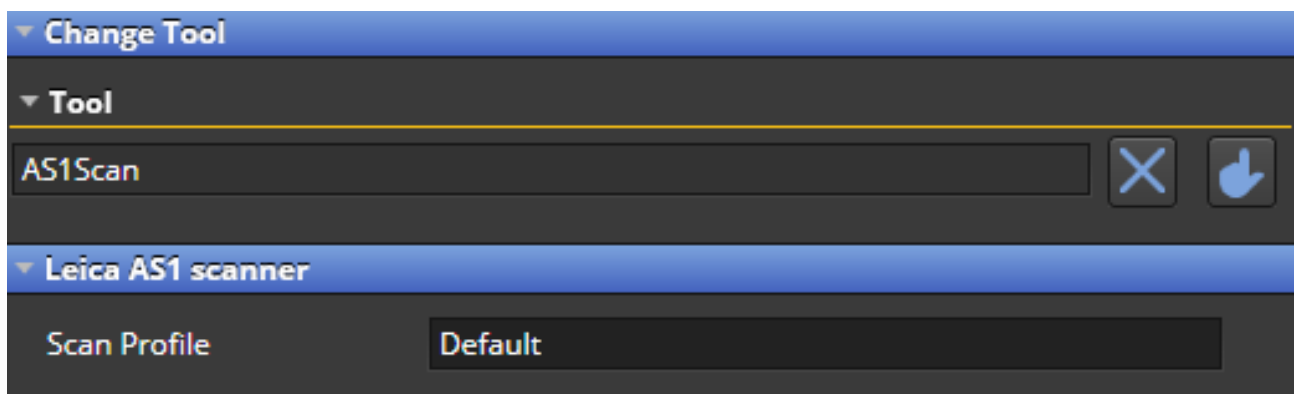 Change Tool
Tool
AS1Scan
Leica AS1 scanner
Scan Profile Default